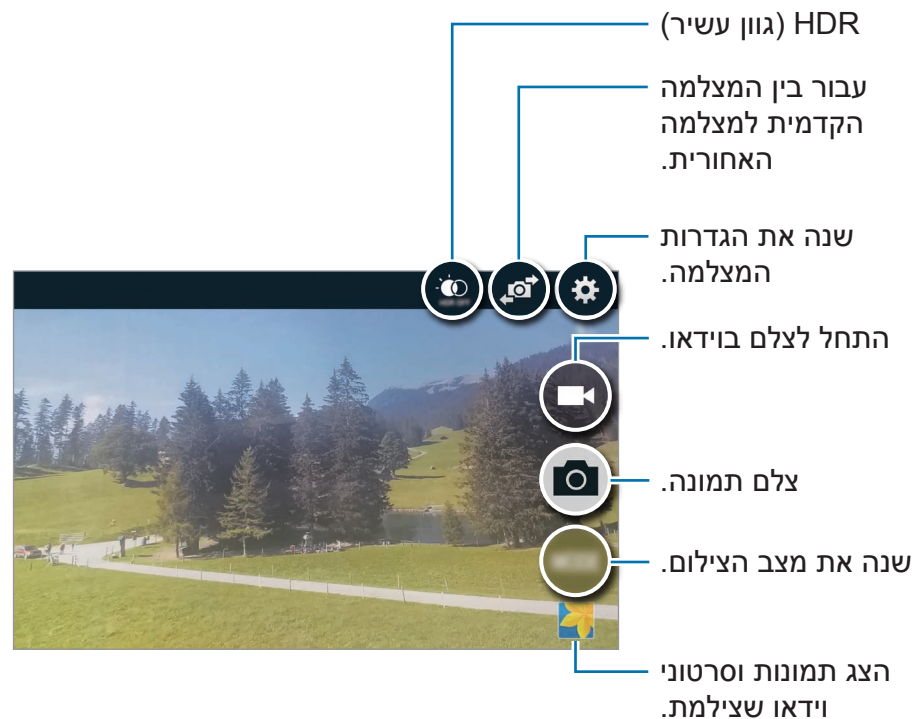 HDR (גוון עשיר)
עבור בין המצלמה
הקדמית למצלמה
האחורית.
שנה את הגדרות
המצלמה.
התחל לצלם בווידאו.
צלם תמונה.
שנה את מצב הצילום.
הצג תמונות וסרטוני
וידאו שצילמת.